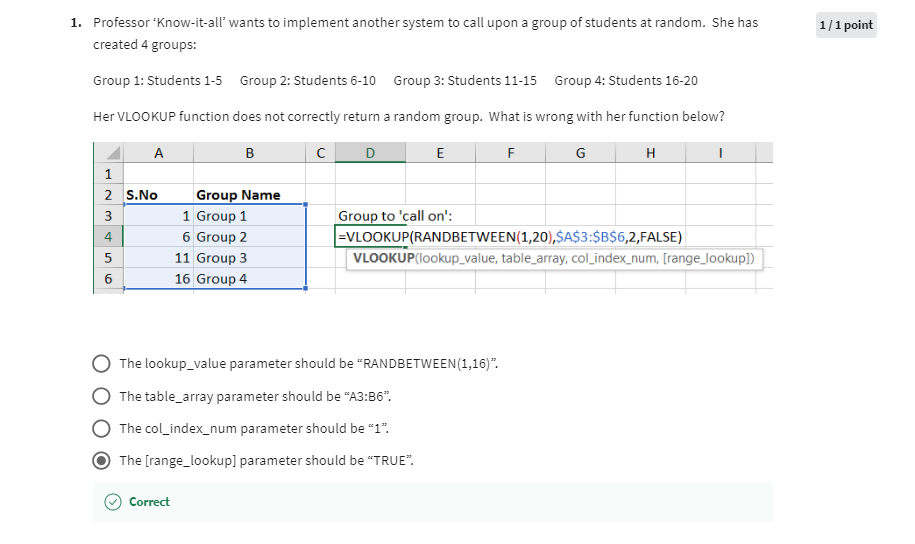 1. Professor ‘Know-it-all’ wants to implement another system to call upon a group of students at random. She has
created 4 groups:
1 / 1 point
Group 1: Students 1-5 Group 2: Students 6-10 Group 3: Students 11-15 Group 4: Students 16-20
Her VLOOKUP function does not correctly return a random group. What is wrong with her function below?
A B C D E F G H I
1
2 S.No Group Name
3 1 Group 1 Group to 'call on':
4 6 Group 2 =VLOOKUP(RANDBETWEEN(1,20),$A$3:$B$6,2,FALSE)
5 11 Group 3 VLOOKUP(lookup_value, table_array, col_index_num, [range_lookup])
6 16 Group 4
The lookup_value parameter should be “RANDBETWEEN(1,16)”.
The table_array parameter should be “A3:B6”.
The col_index_num parameter should be “1”.
The [range_lookup] parameter should be “TRUE”.
Correct